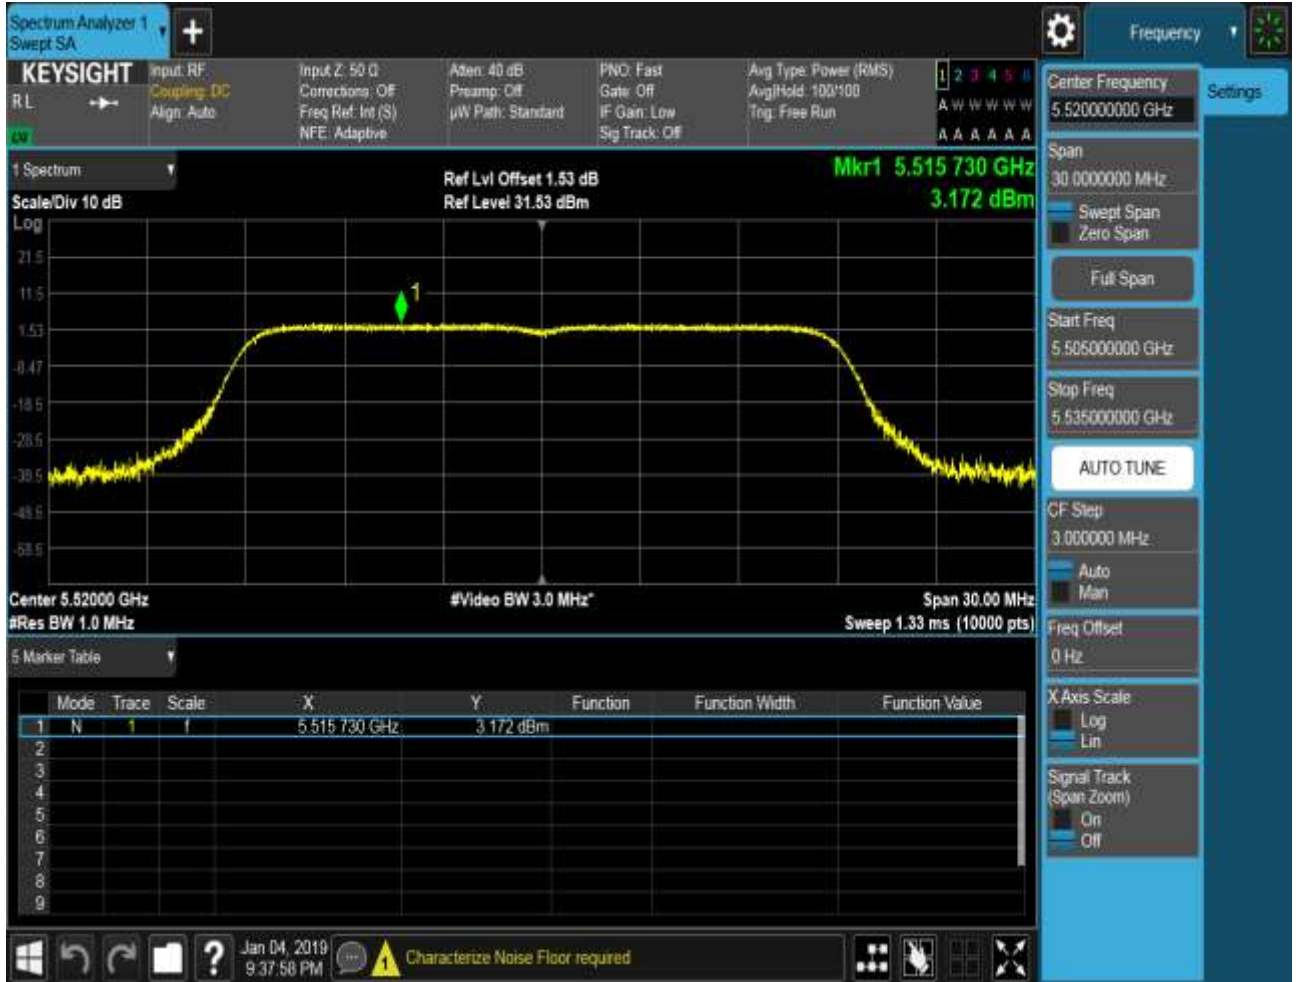 Spectrum Analyzer 1
Swept SA
Frequency
KEYSIGHT
R L
Input: RF
Coupling: DC
Align: Auto
Input Z: 50 Ω
Corrections: Off
Freq Ref: Int (S)
NFE: Adaptive
Atten: 40 dB
Preamp: Off
µW Path: Standard
PNO: Fast
Gate: Off
IF Gain: Low
Sig Track: Off
Avg Type: Power (RMS)
Avg|Hold: 100/100
Trig: Free Run
1 2 3 4 5 6
A W W W W W
A A A A A A
1 Spectrum
Scale/Div 10 dB
Ref Lvl Offset 1.53 dB
Ref Level 31.53 dBm
Mkr1 5.515 730 GHz
3.172 dBm
Log
21.5
11.5
1.53
-8.47
-18.5
-28.5
-38.5
-48.5
-58.5
1
Center 5.52000 GHz
#Res BW 1.0 MHz
#Video BW 3.0 MHz*
Span 30.00 MHz
Sweep 1.33 ms (10000 pts)
5 Marker Table
Mode Trace Scale X Y Function Function Width Function Value
1 N 1 f 5.515 730 GHz 3.172 dBm
2
3
4
5
6
7
8
9
Jan 04, 2019
9:37:58 PM
Characterize Noise Floor required
Center Frequency
5.520000000 GHz
Settings
Span
30.0000000 MHz
Swept Span
Zero Span
Full Span
Start Freq
5.505000000 GHz
Stop Freq
5.535000000 GHz
AUTO TUNE
CF Step
3.000000 MHz
Auto
Man
Freq Offset
0 Hz
X Axis Scale
Log
Lin
Signal Track
(Span Zoom)
On
Off